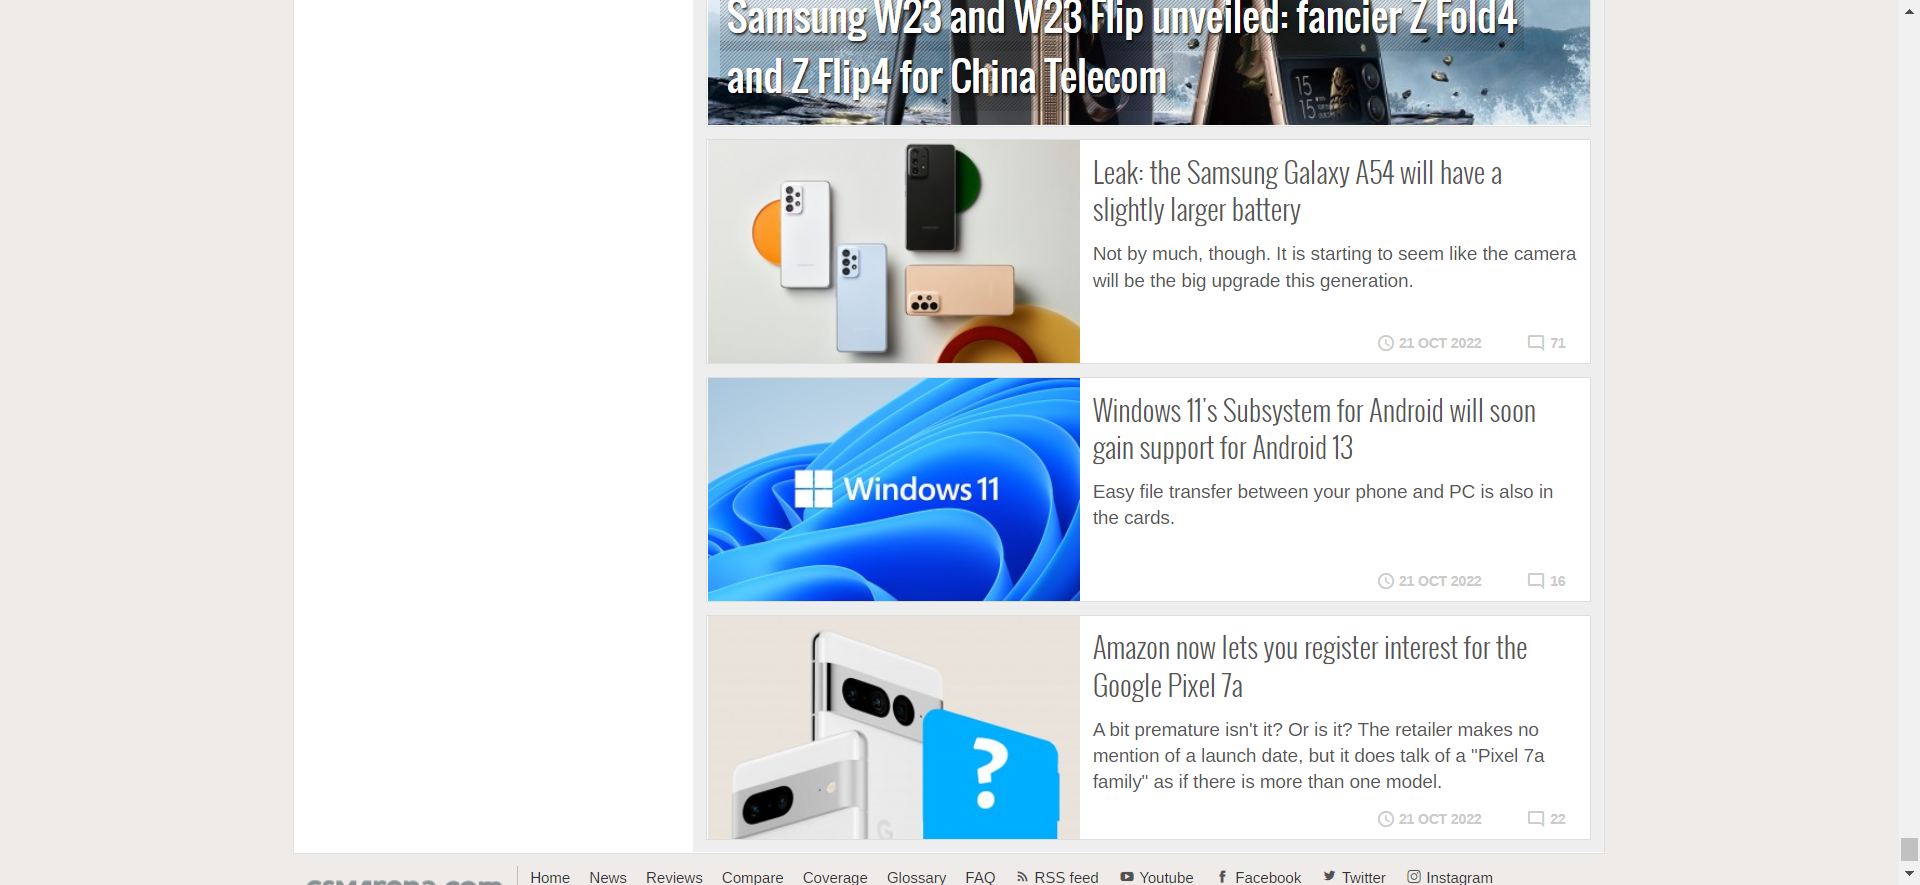 Samsung W23 and W23 Flip unveiled: fancier Z Fold4
and Z Flip4 for China Telecom
15
15
Leak: the Samsung Galaxy A54 will have a
slightly larger battery
Not by much, though. It is starting to seem like the camera
will be the big upgrade this generation.
21 OCT 2022 71
Windows 11
Windows 11's Subsystem for Android will soon
gain support for Android 13
Easy file transfer between your phone and PC is also in
the cards.
21 OCT 2022 16
?
G
Amazon now lets you register interest for the
Google Pixel 7a
A bit premature isn't it? Or is it? The retailer makes no
mention of a launch date, but it does talk of a "Pixel 7a
family" as if there is more than one model.
21 OCT 2022 22
GSMArena.com
Home News Reviews Compare Coverage Glossary FAQ RSS feed Youtube Facebook Twitter Instagram